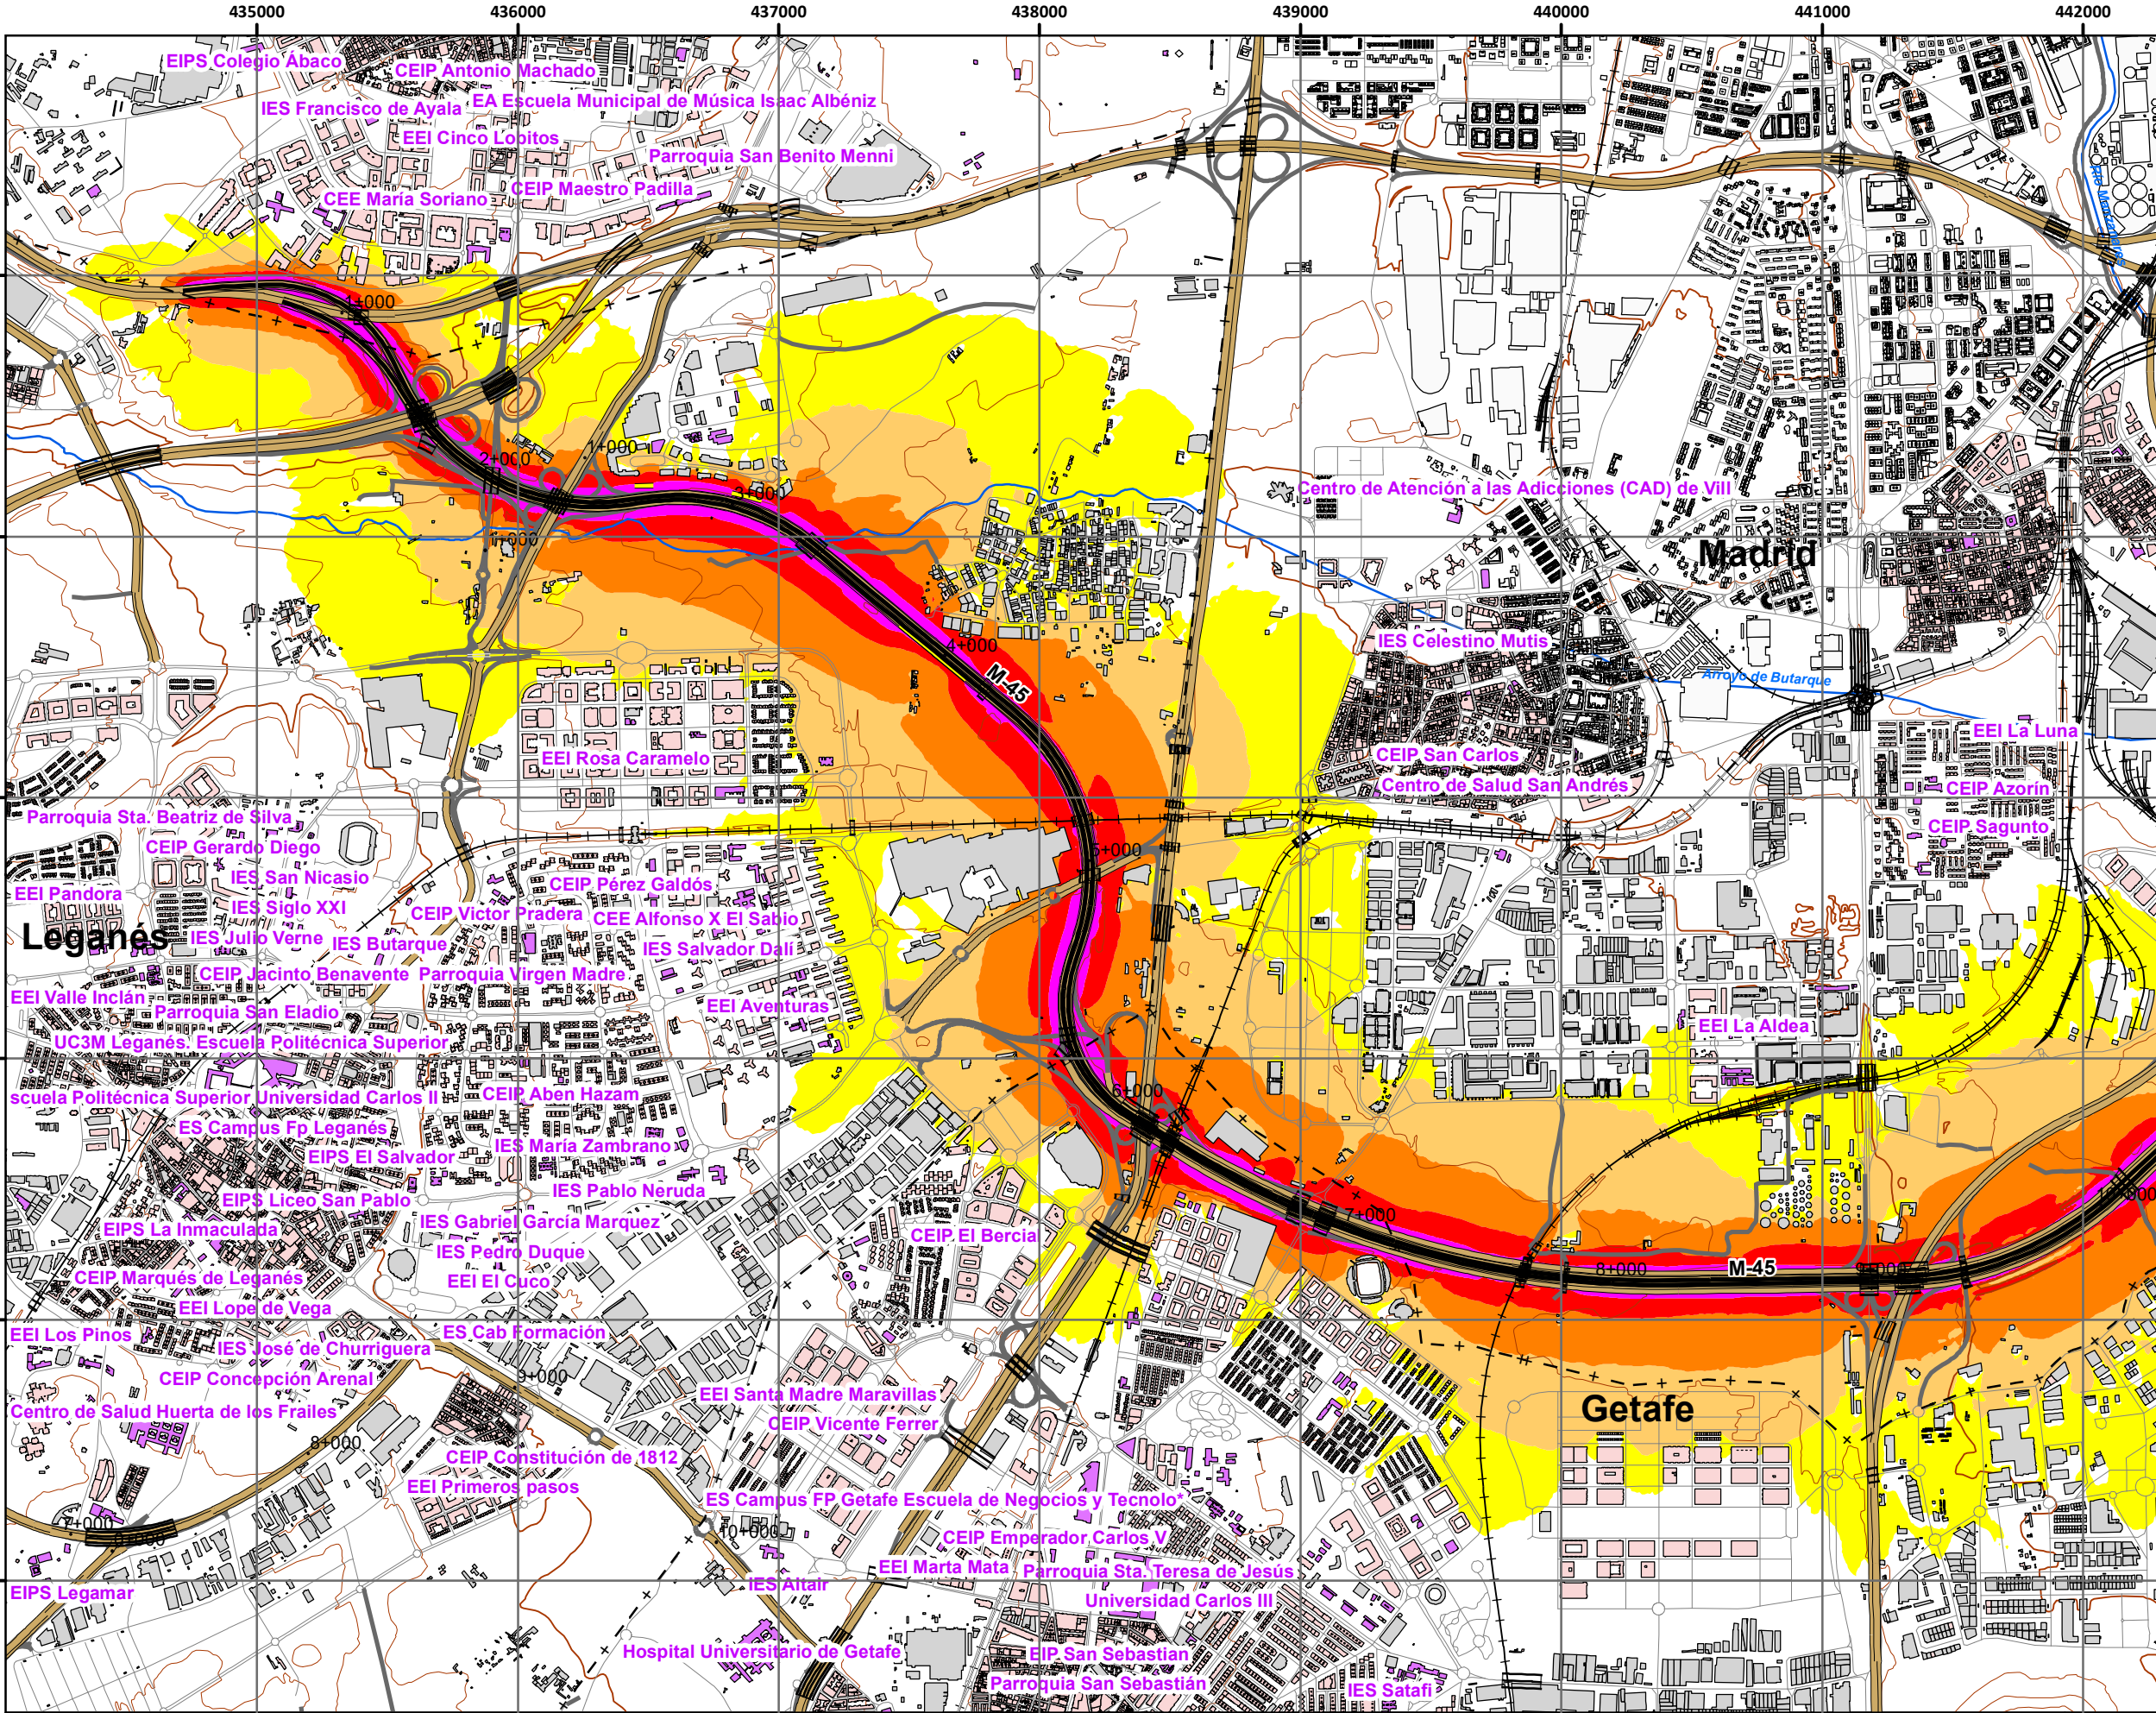 435000 436000 437000 438000 439000 440000 441000 442000
EIPS Colegio Ábaco
CEIP Antonio Machado
EA Escuela Municipal de Música Isaac Albéniz
IES Francisco de Ayala
EEI Cinco Lobitos
Parroquia San Benito Menni
CEIP Maestro Padilla
CEE María Soriano
Río Manzanares
1+000
1+000
2+000
3+000
Centro de Atención a las Adicciones (CAD) de Vill
1+000
Madrid
4+000
IES Celestino Mutis
M-45
Arroyo de Butarque
EEI La Luna
EEI Rosa Caramelo
CEIP San Carlos
Centro de Salud San Andrés
CEIP Azorín
Parroquia Sta. Beatriz de Silva
CEIP Sagunto
CEIP Gerardo Diego
5+000
IES San Nicasio
CEIP Pérez Galdós
EEI Pandora
IES Siglo XXI
CEIP Victor Pradera
CEE Alfonso X El Sabio
Leganés
IES Julio Verne
IES Butarque
IES Salvador Dalí
CEIP Jacinto Benavente
Parroquia Virgen Madre
EEI Valle Inclán
EEI Aventuras
Parroquia San Eladio
EEI La Aldea
UC3M Leganés. Escuela Politécnica Superior
6+000
scuela Politécnica Superior Universidad Carlos II
CEIP Aben Hazam
ES Campus Fp Leganés
IES María Zambrano
EIPS El Salvador
IES Pablo Neruda
10+000
EIPS Liceo San Pablo
7+000
IES Gabriel García Marquez
EIPS La Inmaculada
CEIP El Bercial
IES Pedro Duque
8+000
M-45
9+000
CEIP Marqués de Leganés
EEI El Cuco
EEI Lope de Vega
EEI Los Pinos
ES Cab Formación
IES José de Churriguera
CEIP Concepción Arenal
9+000
EEI Santa Madre Maravillas
Getafe
Centro de Salud Huerta de los Frailes
CEIP Vicente Ferrer
8+000
CEIP Constitución de 1812
EEI Primeros pasos
ES Campus FP Getafe Escuela de Negocios y Tecnolo*
7+000
10+000
CEIP Emperador Carlos V
EEI Marta Mata
Parroquia Sta. Teresa de Jesús
IES Altair
EIPS Legamar
Universidad Carlos III
Hospital Universitario de Getafe
EIP San Sebastian
Parroquia San Sebastián
IES Satafi